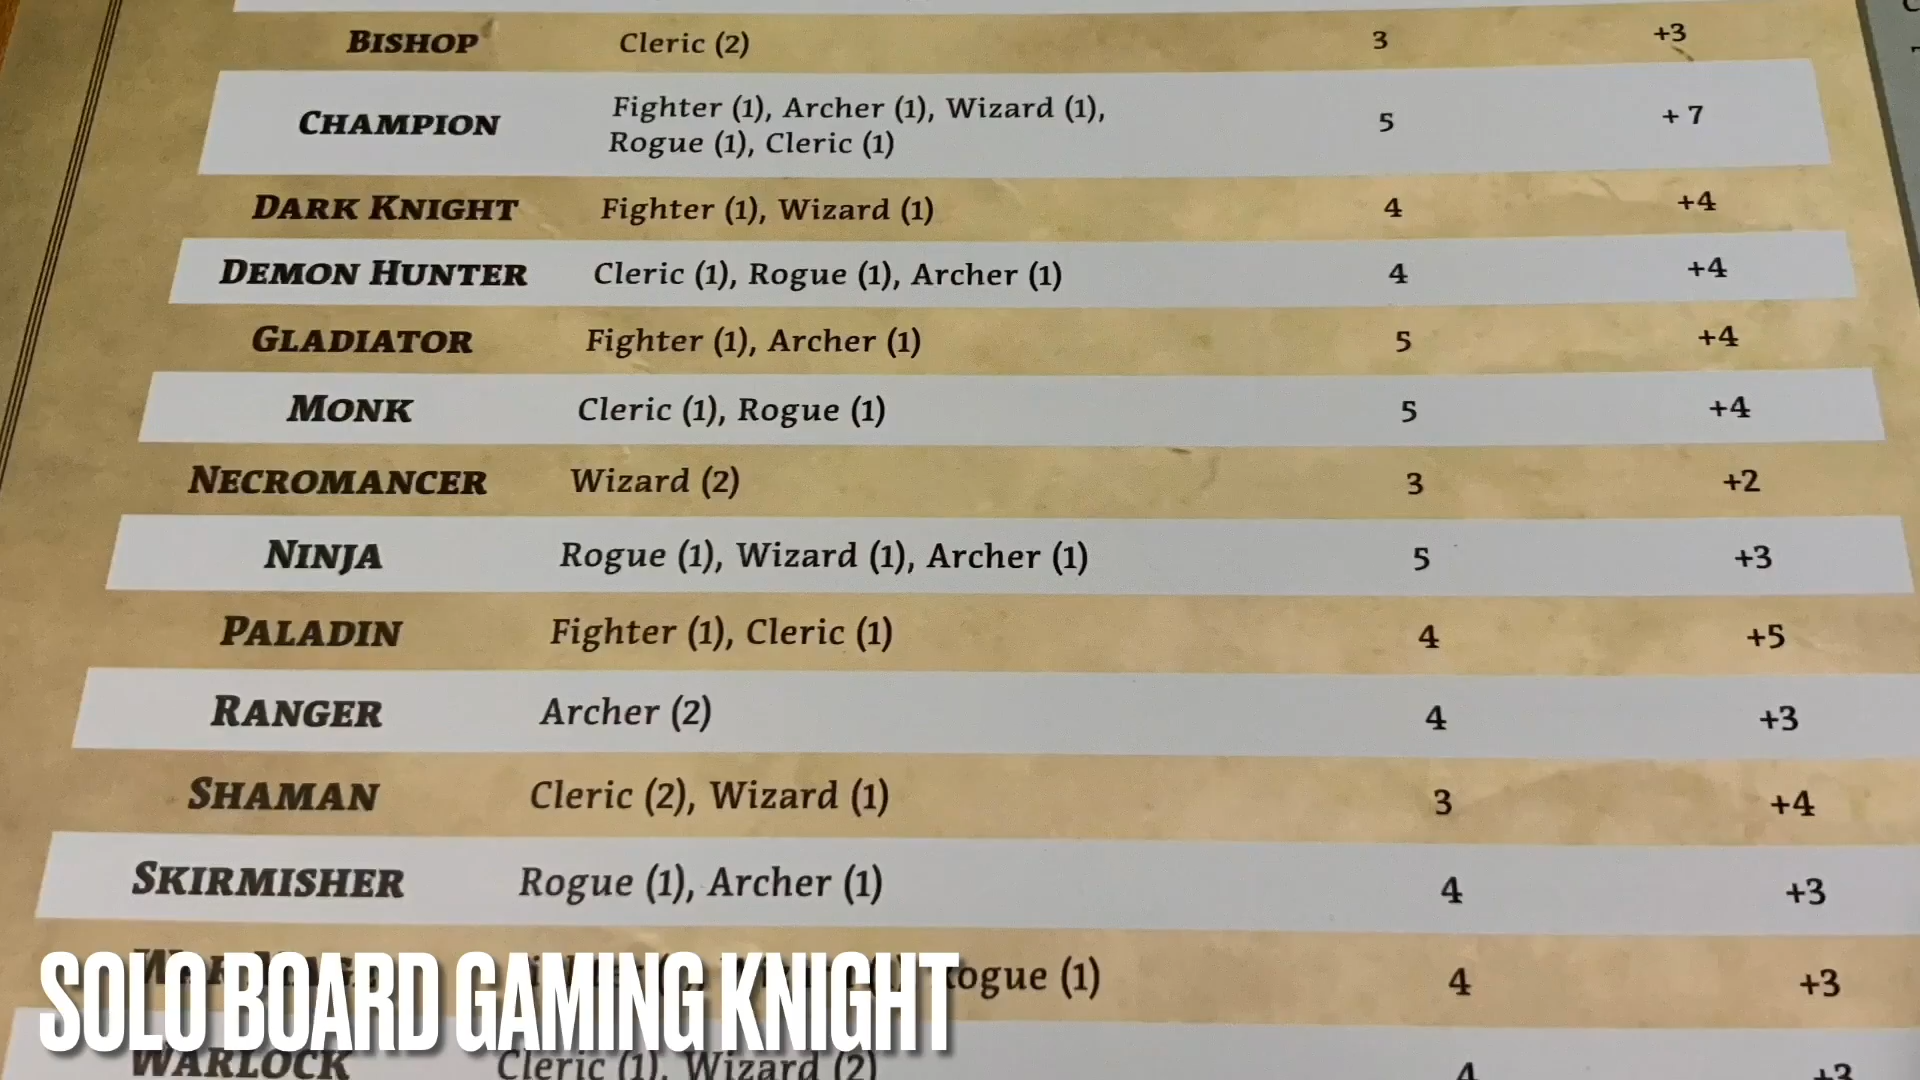 BISHOP Cleric (2) 3 +3
CHAMPION Fighter (1), Archer (1), Wizard (1), 5 + 7
Rogue (1), Cleric (1)
DARK KNIGHT Fighter (1), Wizard (1) 4 +4
DEMON HUNTER Cleric (1), Rogue (1), Archer (1) 4 +4
GLADIATOR Fighter (1), Archer (1) 5 +4
MONK Cleric (1), Rogue (1) 5 +4
NECROMANCER Wizard (2) 3 +2
NINJA Rogue (1), Wizard (1), Archer (1) 5 +3
PALADIN Fighter (1), Cleric (1) 4 +5
RANGER Archer (2) 4 +3
SHAMAN Cleric (2), Wizard (1) 3 +4
SKIRMISHER Rogue (1), Archer (1) 4 +3
(1) 4 +3
SOLO BOARD GAMING KNIGHT
WARLOCK Cleric (1), Wizard (2) 4 +3